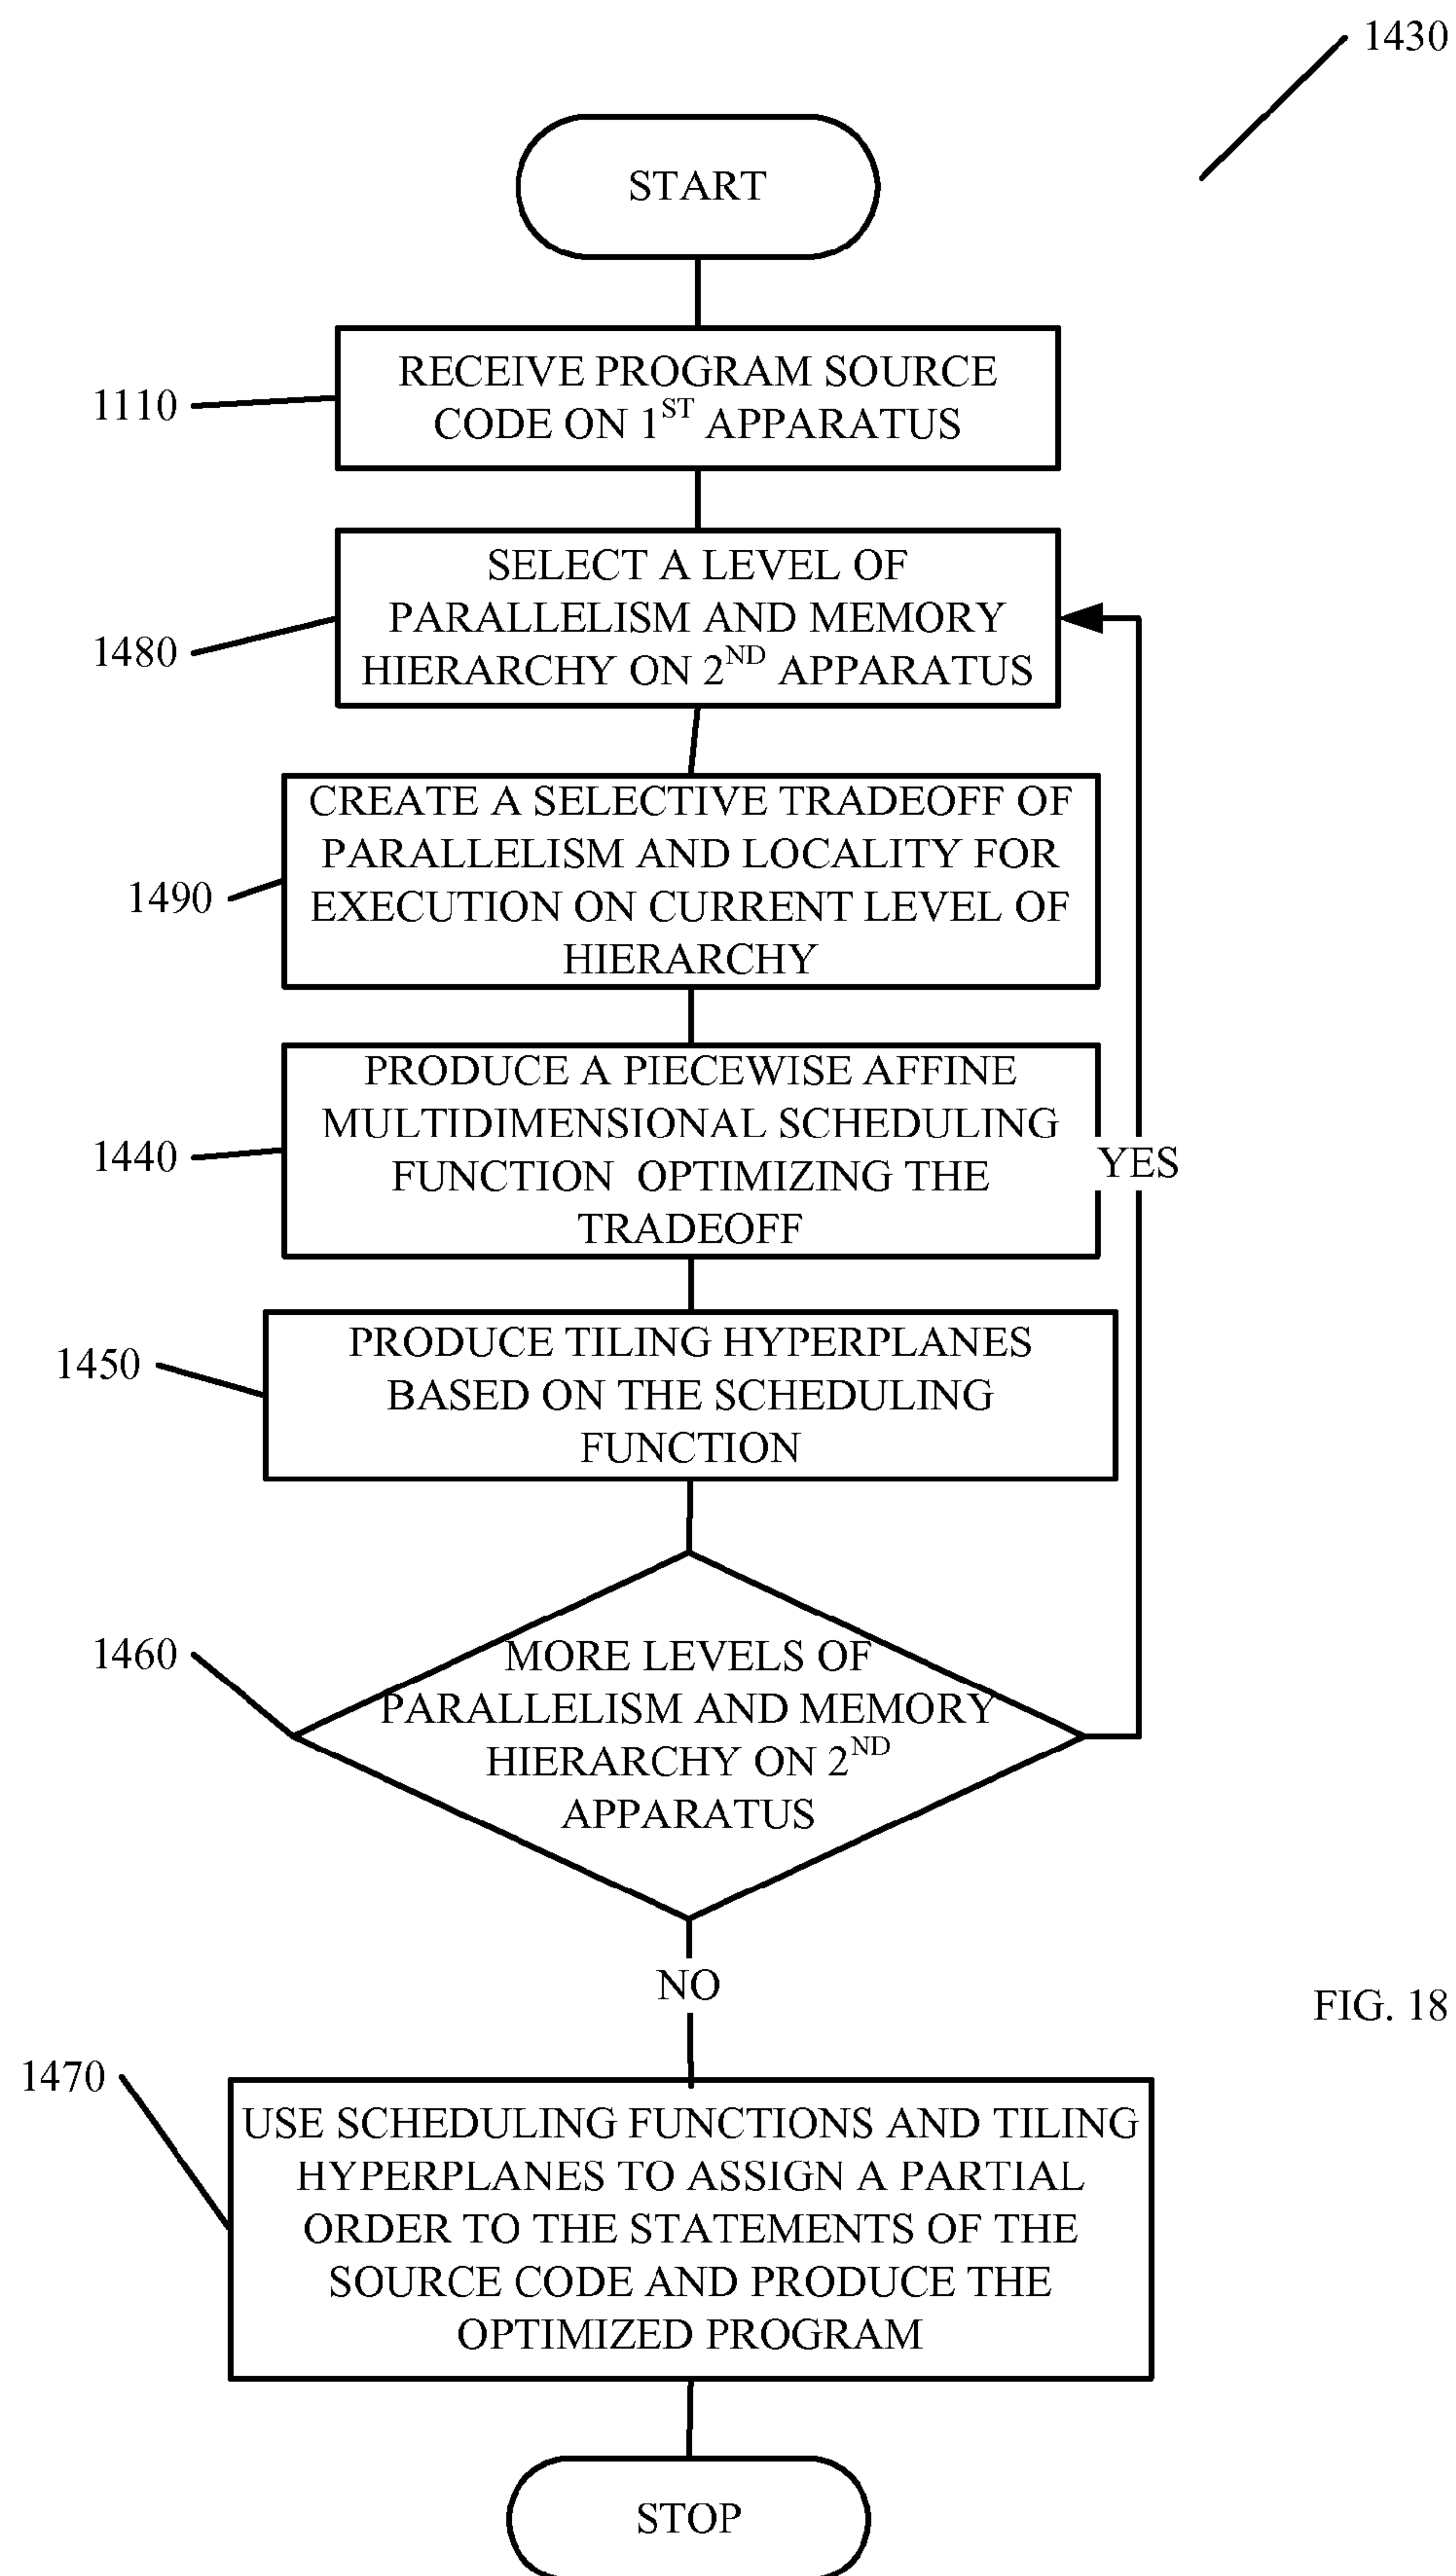 1430
START
1110
RECEIVE PROGRAM SOURCE
CODE ON 1ST APPARATUS
1480
SELECT A LEVEL OF
PARALLELISM AND MEMORY
HIERARCHY ON 2ND APPARATUS
1490
CREATE A SELECTIVE TRADEOFF OF
PARALLELISM AND LOCALITY FOR
EXECUTION ON CURRENT LEVEL OF
HIERARCHY
1440
PRODUCE A PIECEWISE AFFINE
MULTIDIMENSIONAL SCHEDULING
FUNCTION OPTIMIZING THE
TRADEOFF
YES
1450
PRODUCE TILING HYPERPLANES
BASED ON THE SCHEDULING
FUNCTION
1460
MORE LEVELS OF
PARALLELISM AND MEMORY
HIERARCHY ON 2ND
APPARATUS
NO
FIG. 18
1470
USE SCHEDULING FUNCTIONS AND TILING
HYPERPLANES TO ASSIGN A PARTIAL
ORDER TO THE STATEMENTS OF THE
SOURCE CODE AND PRODUCE THE
OPTIMIZED PROGRAM
STOP